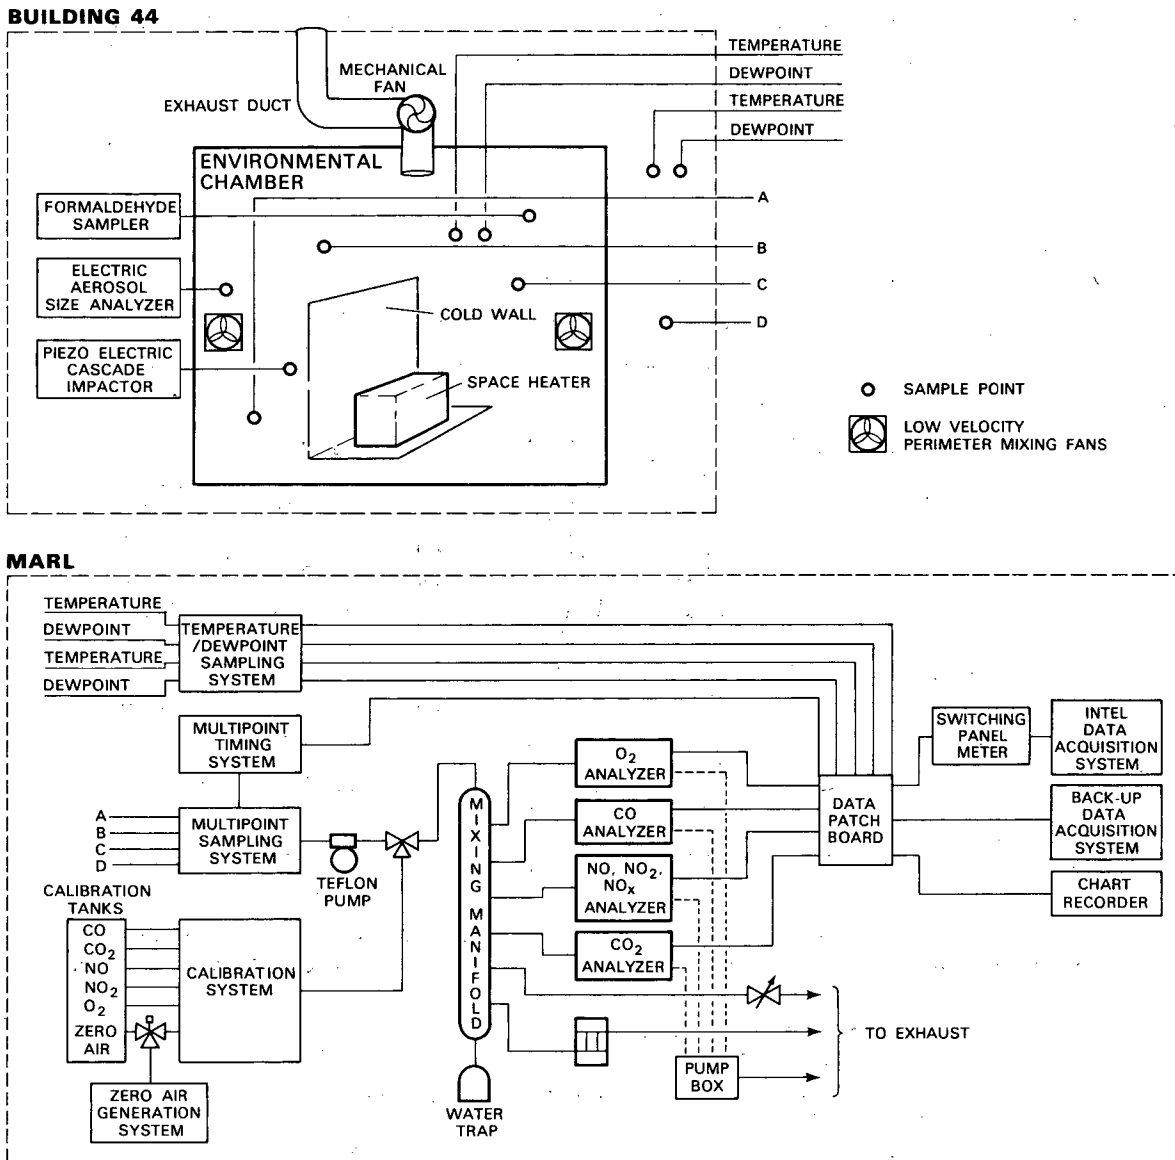 BUILDING 44
TEMPERATURE
MECHANICAL
FAN
DEWPOINT
EXHAUST DUCT
TEMPERATURE
DEWPOINT
ENVIRONMENTAL
CHAMBER
A
FORMALDEHYDE
SAMPLER
B
ELECTRIC
AEROSOL
SIZE ANALYZER
C
COLD WALL
D
PIEZO ELECTRIC
CASCADE
IMPACTOR
SPACE HEATER
SAMPLE POINT
LOW VELOCITY
PERIMETER MIXING FANS
MARL
TEMPERATURE
DEWPOINT
TEMPERATURE
DEWPOINT
TEMPERATURE
/DEWPOINT
SAMPLING
SYSTEM
MULTIPOINT
TIMING
SYSTEM
A
B
C
D
MULTIPOINT
SAMPLING
SYSTEM
TEFLON
PUMP
CALIBRATION
TANKS
CO
CO2
NO
NO2
O2
ZERO
AIR
CALIBRATION
SYSTEM
ZERO AIR
GENERATION
SYSTEM
MIXING MANIFOLD
WATER
TRAP
O2
ANALYZER
CO
ANALYZER
NO, NO2,
NOx
ANALYZER
CO2
ANALYZER
PUMP
BOX
TO EXHAUST
DATA
PATCH
BOARD
SWITCHING
PANEL
METER
INTEL
DATA
ACQUISITION
SYSTEM
BACK-UP
DATA
ACQUISITION
SYSTEM
CHART
RECORDER